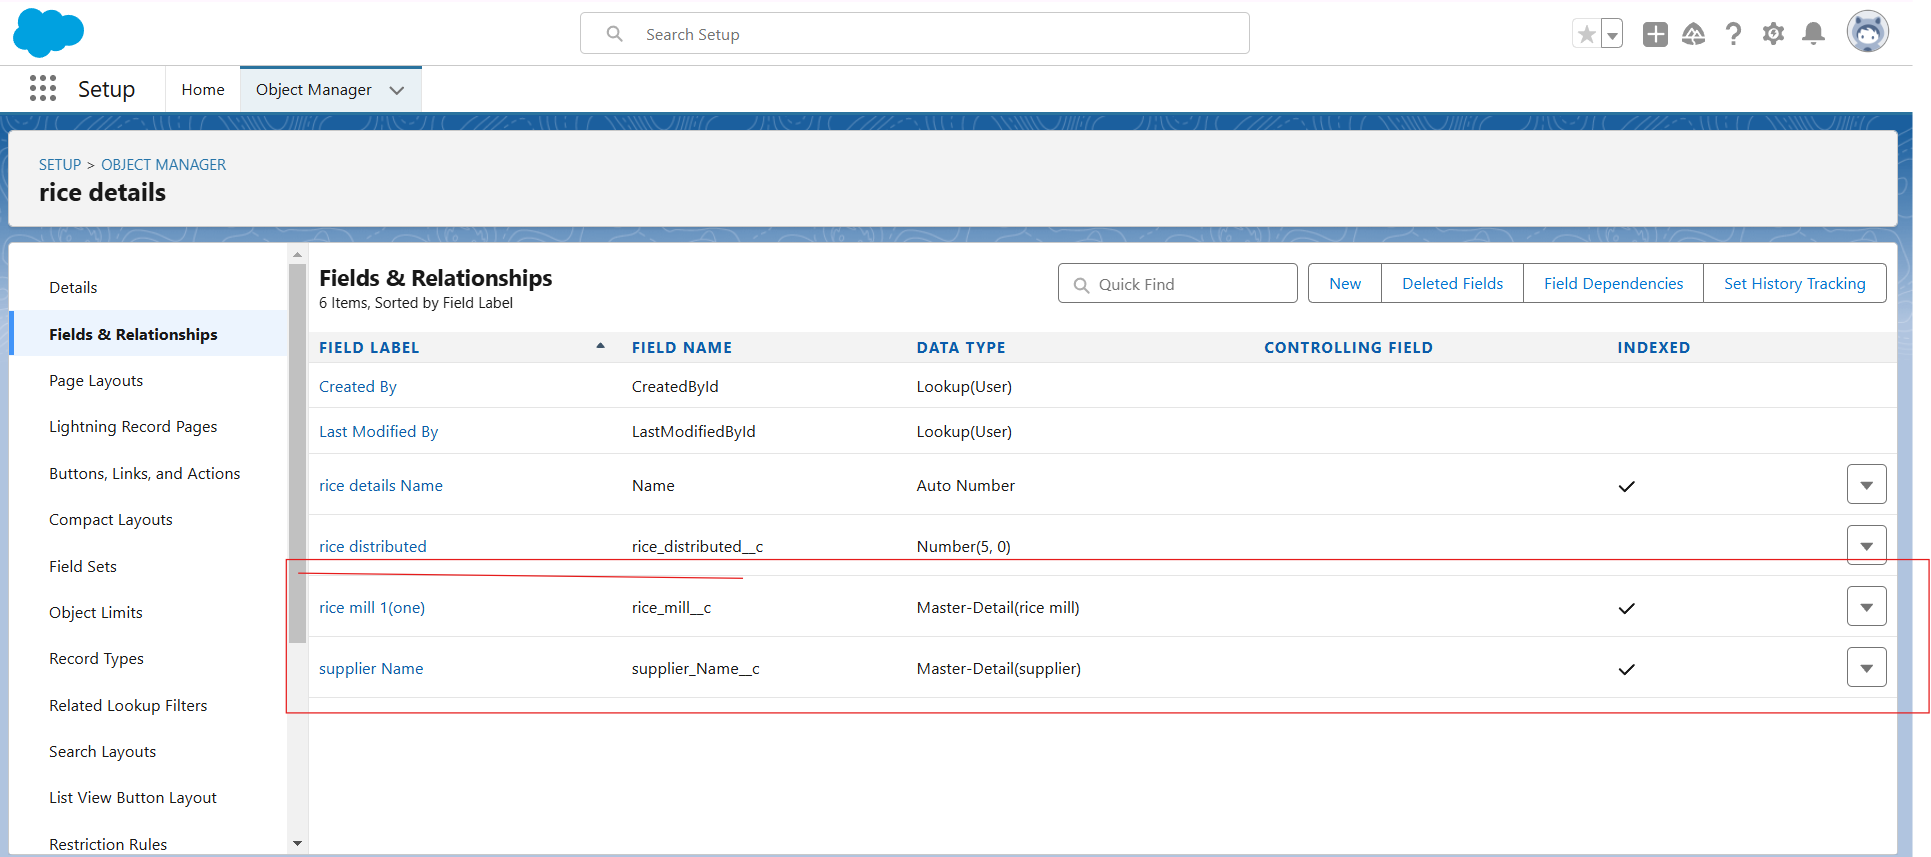 Search Setup
Setup
Home
Object Manager
SETUP > OBJECT MANAGER
rice details
Details
Fields & Relationships
Page Layouts
Lightning Record Pages
Buttons, Links, and Actions
Compact Layouts
Field Sets
Object Limits
Record Types
Related Lookup Filters
Search Layouts
List View Button Layout
Restriction Rules
Fields & Relationships
6 Items, Sorted by Field Label
Quick Find
New
Deleted Fields
Field Dependencies
Set History Tracking
FIELD LABEL FIELD NAME DATA TYPE CONTROLLING FIELD INDEXED
Created By CreatedById Lookup(User)
Last Modified By LastModifiedById Lookup(User)
rice details Name Name Auto Number
rice distributed rice_distributed__c Number(5, 0)
rice mill 1(one) rice_mill__c Master-Detail(rice mill)
supplier Name supplier_Name__c Master-Detail(supplier)